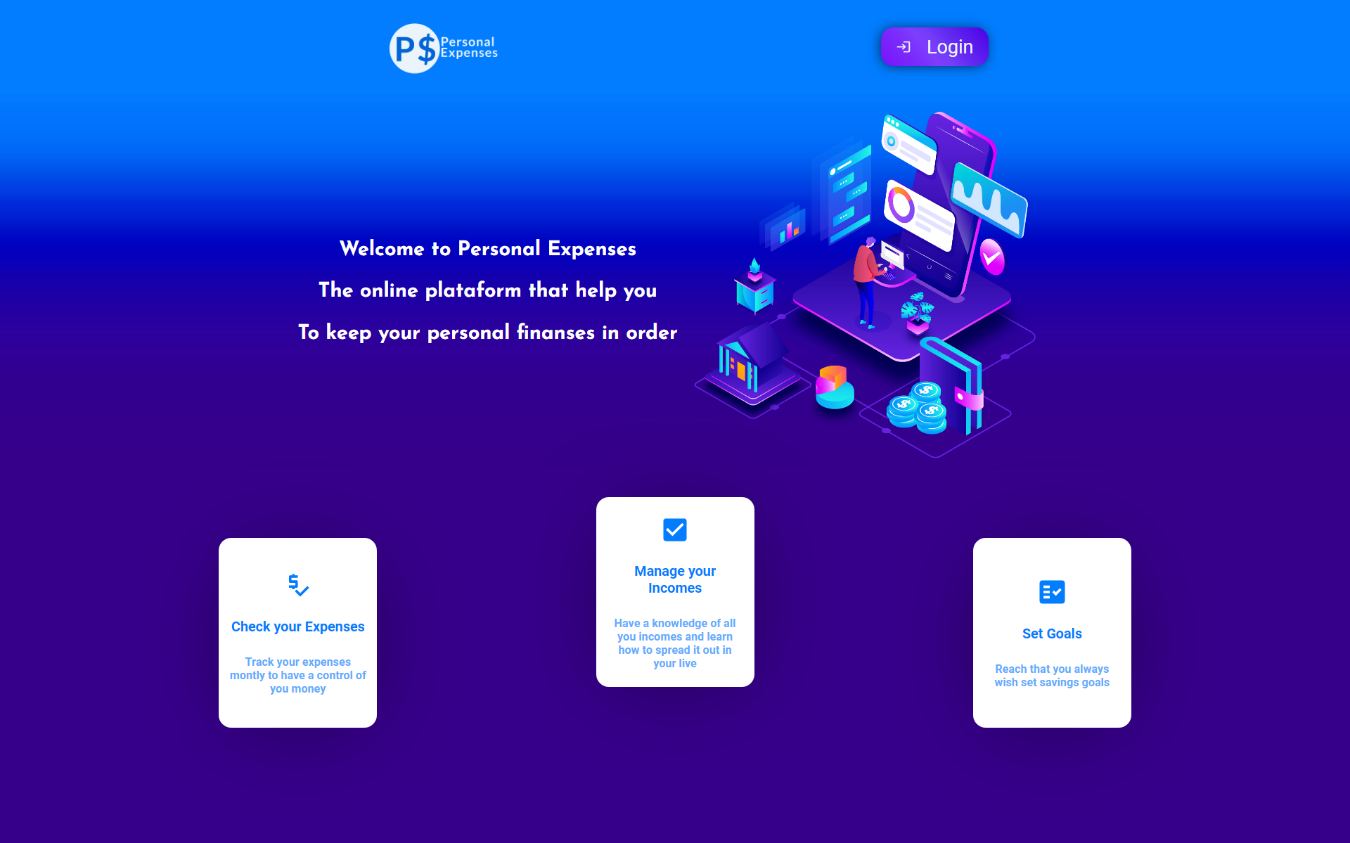 P$ Personal
Expenses
Login
Welcome to Personal Expenses
The online plataform that help you
To keep your personal finanses in order
Check your Expenses
Track your expenses
montly to have a control of
you money
Manage your
Incomes
Have a knowledge of all
you incomes and learn
how to spread it out in
your live
Set Goals
Reach that you always
wish set savings goals